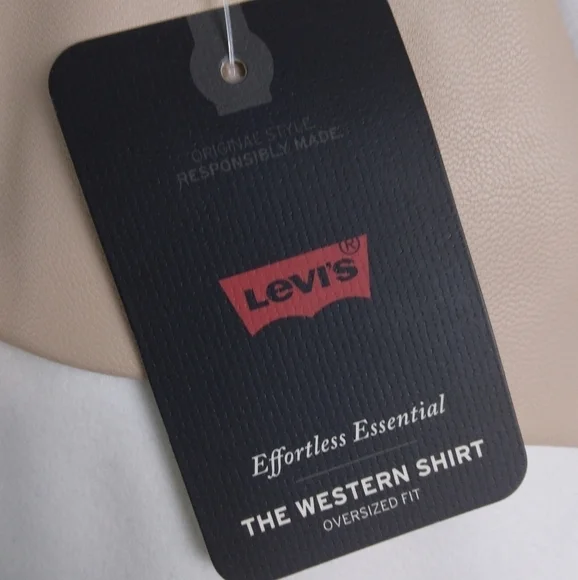 ORIGINAL STYLE.
RESPONSIBLY MADE.
Levi's®
Effortless Essential
THE WESTERN SHIRT
OVERSIZED FIT